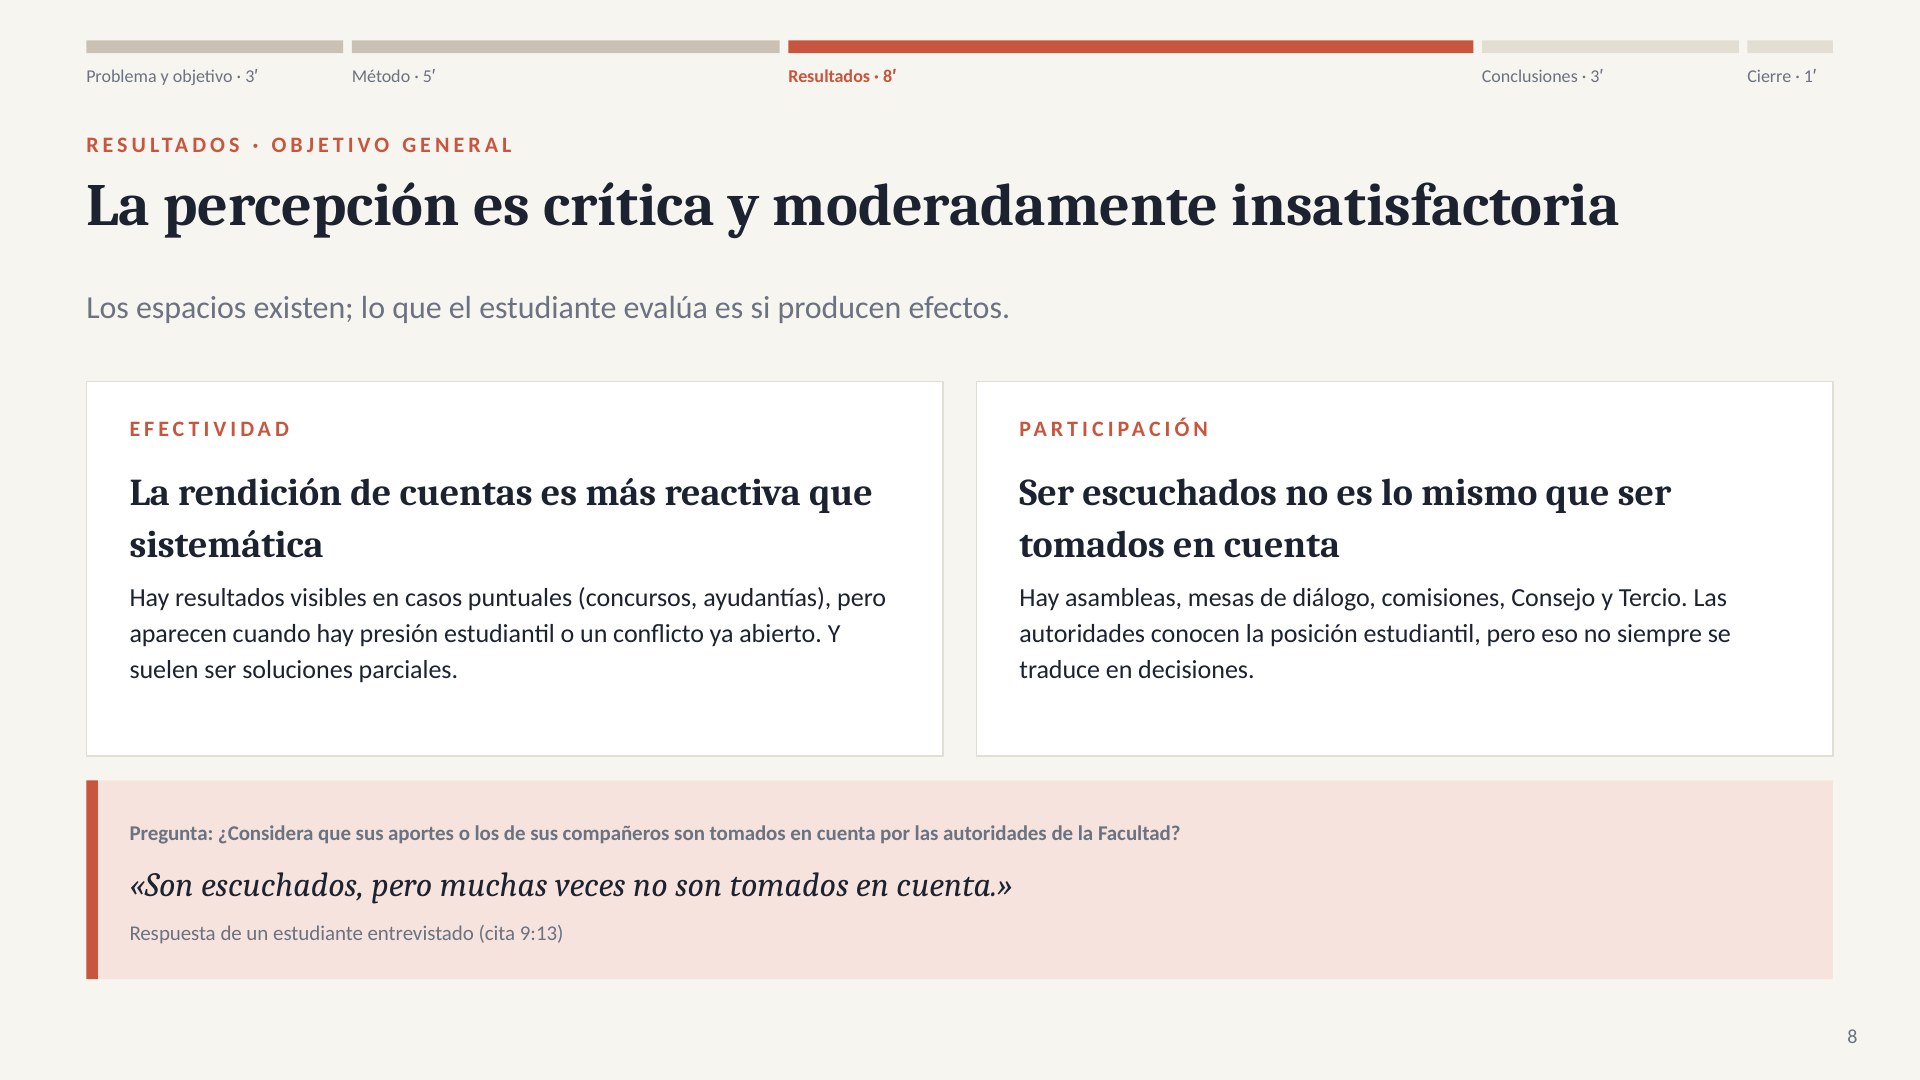 Problema y objetivo · 3′
Método · 5′
Resultados · 8′
Conclusiones · 3′
Cierre · 1′
RESULTADOS · OBJETIVO GENERAL
La percepción es crítica y moderadamente insatisfactoria
Los espacios existen; lo que el estudiante evalúa es si producen efectos.
EFECTIVIDAD
La rendición de cuentas es más reactiva que
sistemática
Hay resultados visibles en casos puntuales (concursos, ayudantías), pero
aparecen cuando hay presión estudiantil o un conflicto ya abierto. Y
suelen ser soluciones parciales.
PARTICIPACIÓN
Ser escuchados no es lo mismo que ser
tomados en cuenta
Hay asambleas, mesas de diálogo, comisiones, Consejo y Tercio. Las
autoridades conocen la posición estudiantil, pero eso no siempre se
traduce en decisiones.
Pregunta: ¿Considera que sus aportes o los de sus compañeros son tomados en cuenta por las autoridades de la Facultad?
«Son escuchados, pero muchas veces no son tomados en cuenta.»
Respuesta de un estudiante entrevistado (cita 9:13)
8